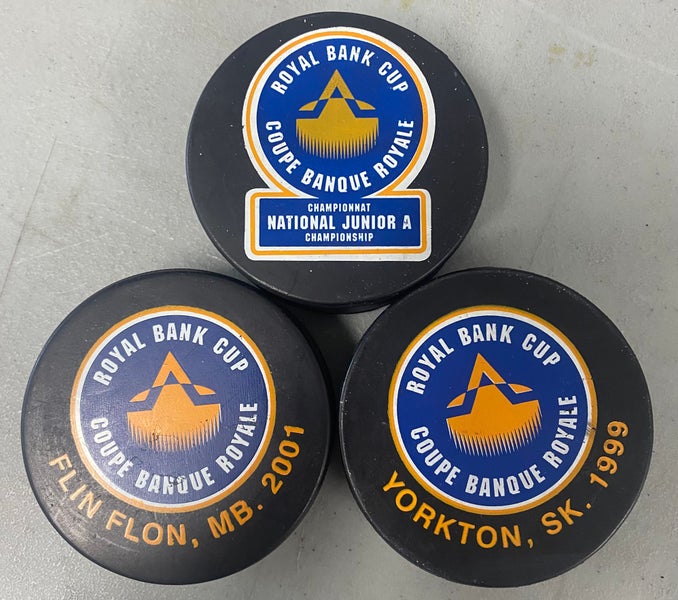 ROYAL BANK CUP
COUPE BANQUE ROYALE
CHAMPIONNAT
NATIONAL JUNIOR A
CHAMPIONSHIP
ROYAL BANK CUP
COUPE BANQUE ROYALE
FLIN FLON, MB. 2001
ROYAL BANK CUP
COUPE BANQUE ROYALE
YORKTON, SK. 1999